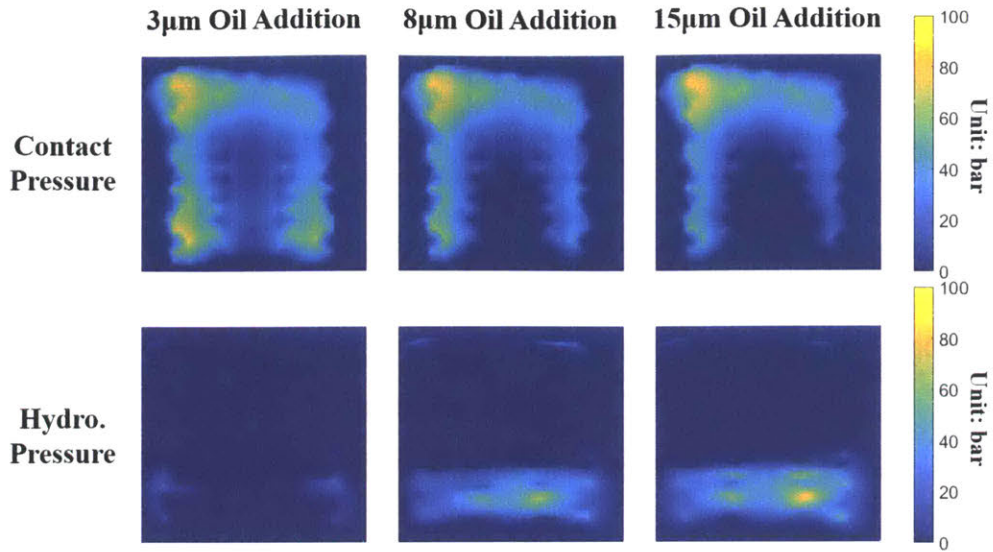 3μm Oil Addition 8μm Oil Addition 15μm Oil Addition
Contact
Pressure
100
80
60
40
20
0
Unit: bar
Hydro.
Pressure
100
80
60
40
20
0
Unit: bar